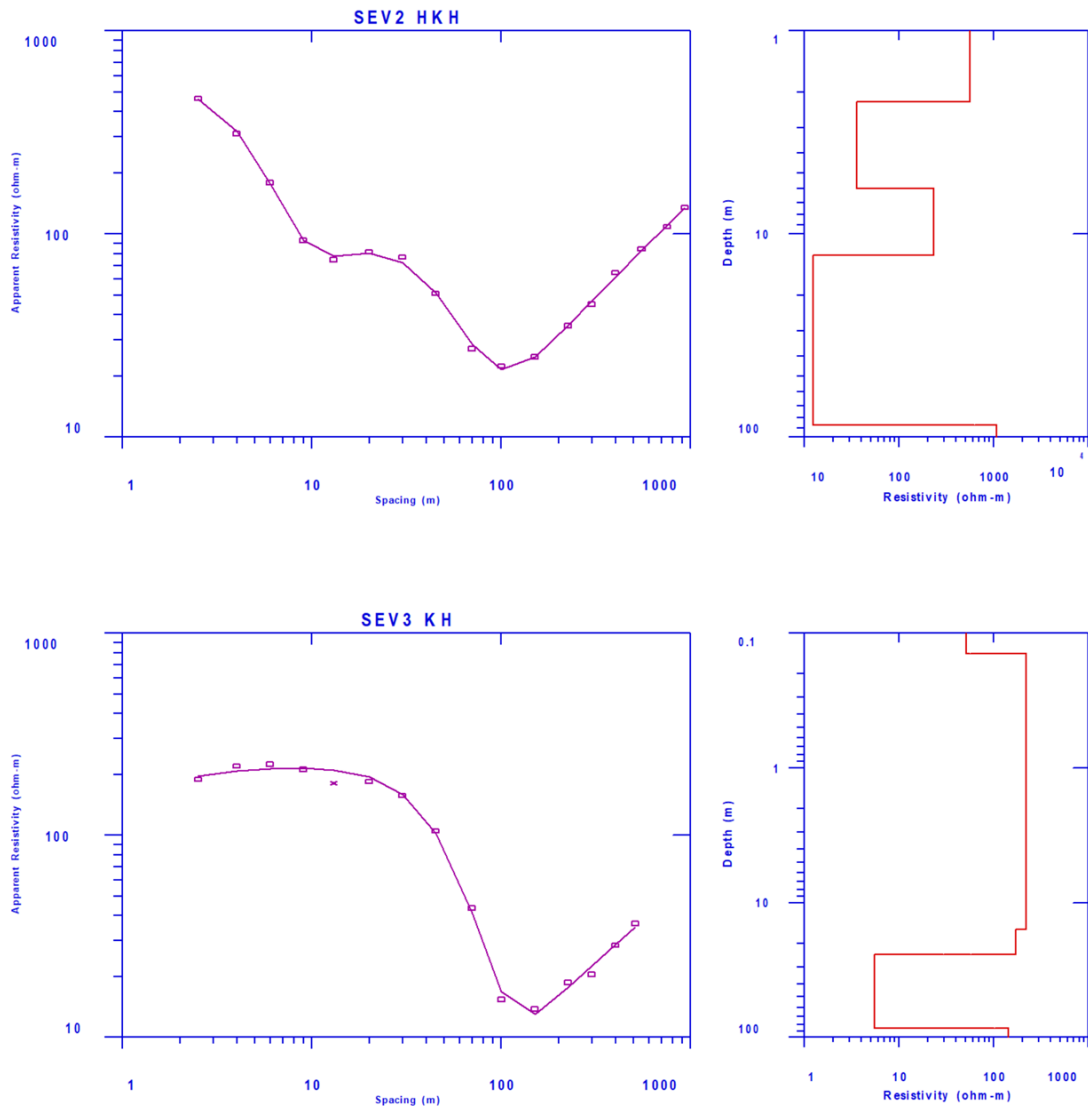 SEV2 HKH
1000
100
10
Apparent Resistivity (ohm-m)
1 10 100 1000
Spacing (m)
1
10
100
Depth (m)
10 100 1000 10 4
Resistivity (ohm-m)
SEV3 KH
1000
100
10
Apparent Resistivity (ohm-m)
1 10 100 1000
Spacing (m)
0.1
1
10
100
Depth (m)
1 10 100 1000
Resistivity (ohm-m)